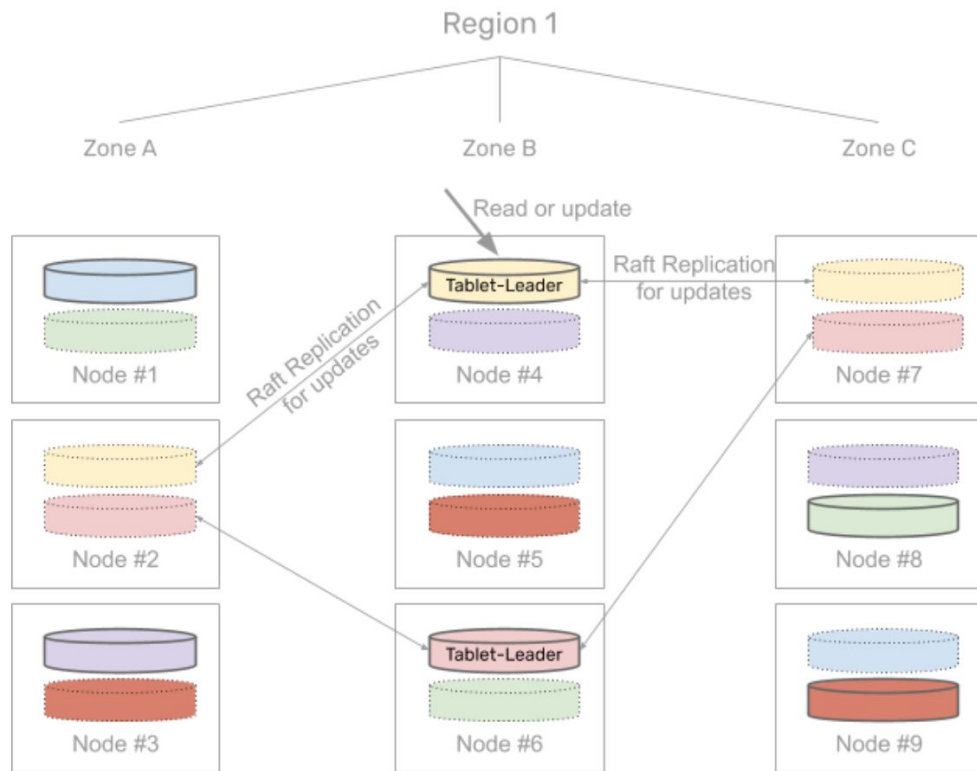 Region 1
Zone A
Zone B
Zone C
Read or update
Tablet-Leader
Raft Replication
for updates
Raft Replication
for updates
Node #1
Node #4
Node #7
Node #2
Node #5
Node #8
Tablet-Leader
Node #3
Node #6
Node #9